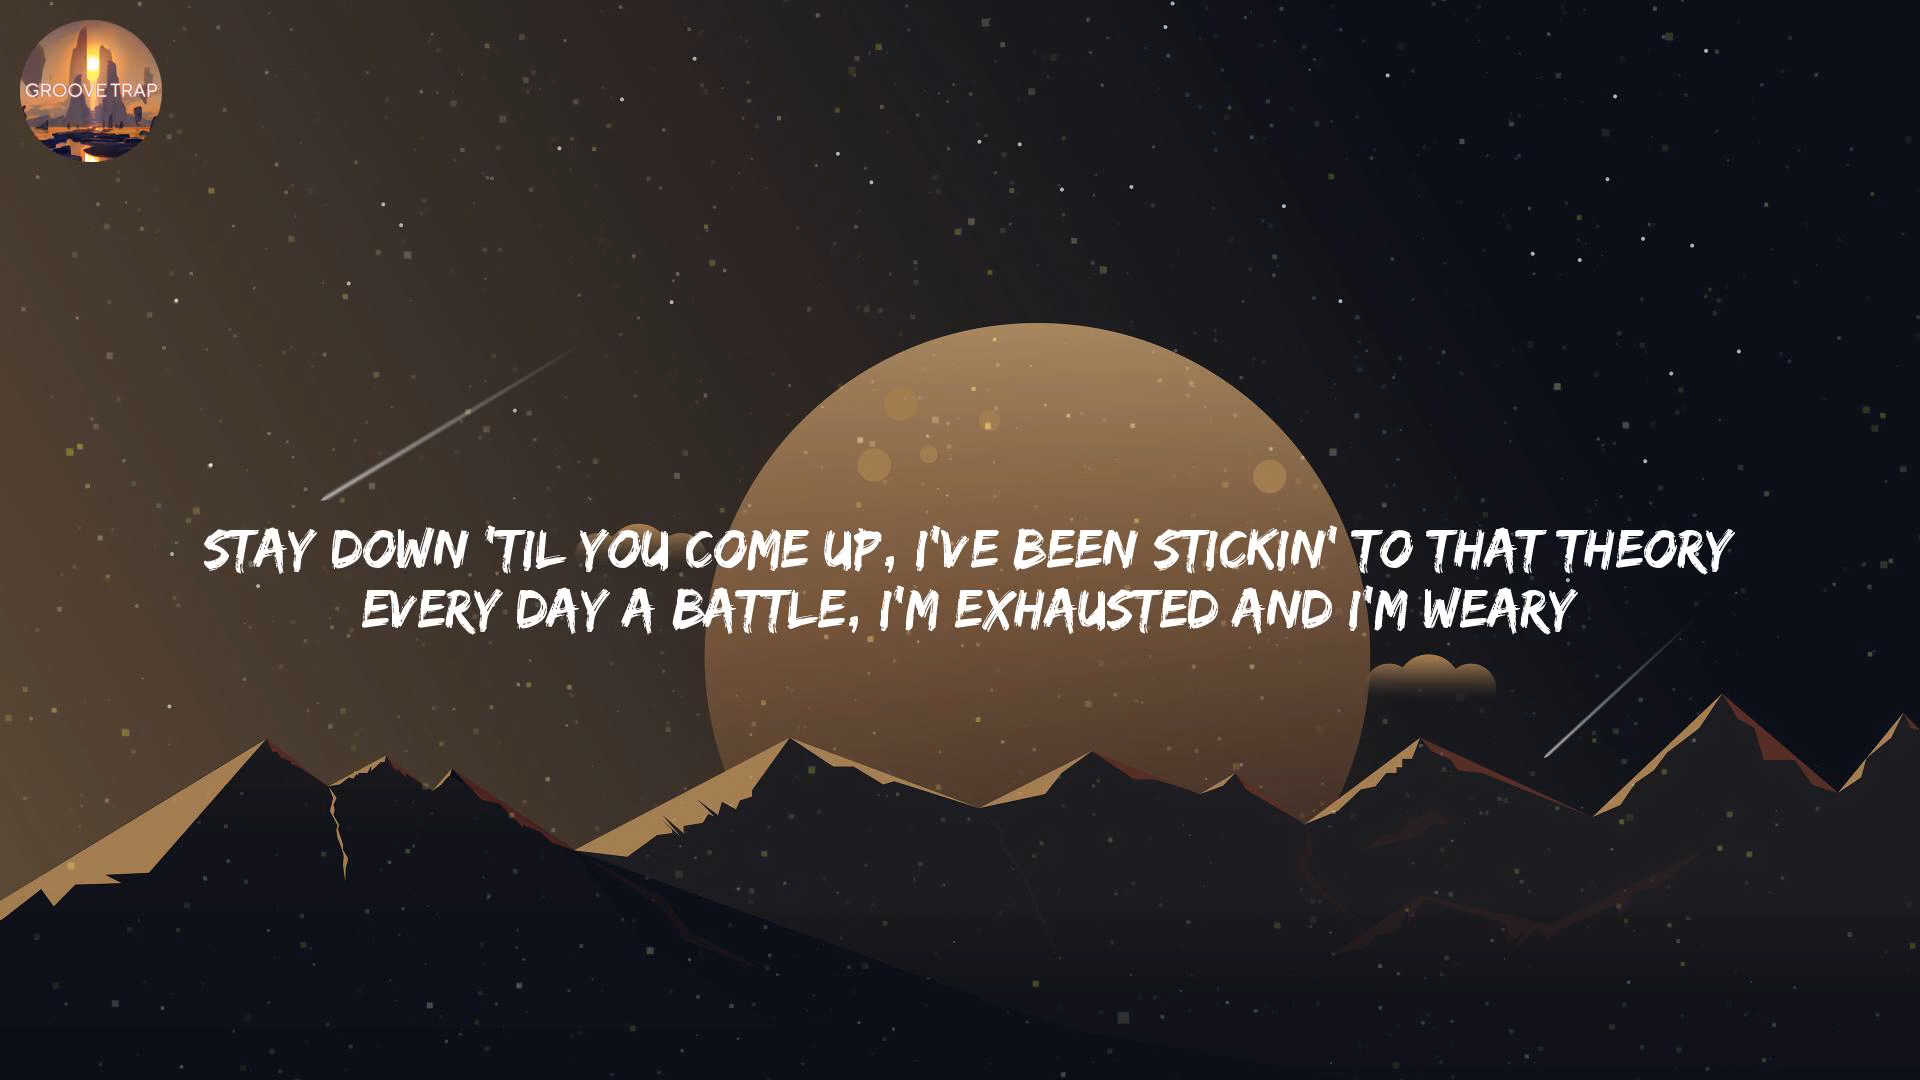 GROOVE TRAP
STAY DOWN 'TIL YOU COME UP, I'VE BEEN STICKIN' TO THAT THEORY
EVERY DAY A BATTLE, I'M EXHAUSTED AND I'M WEARY